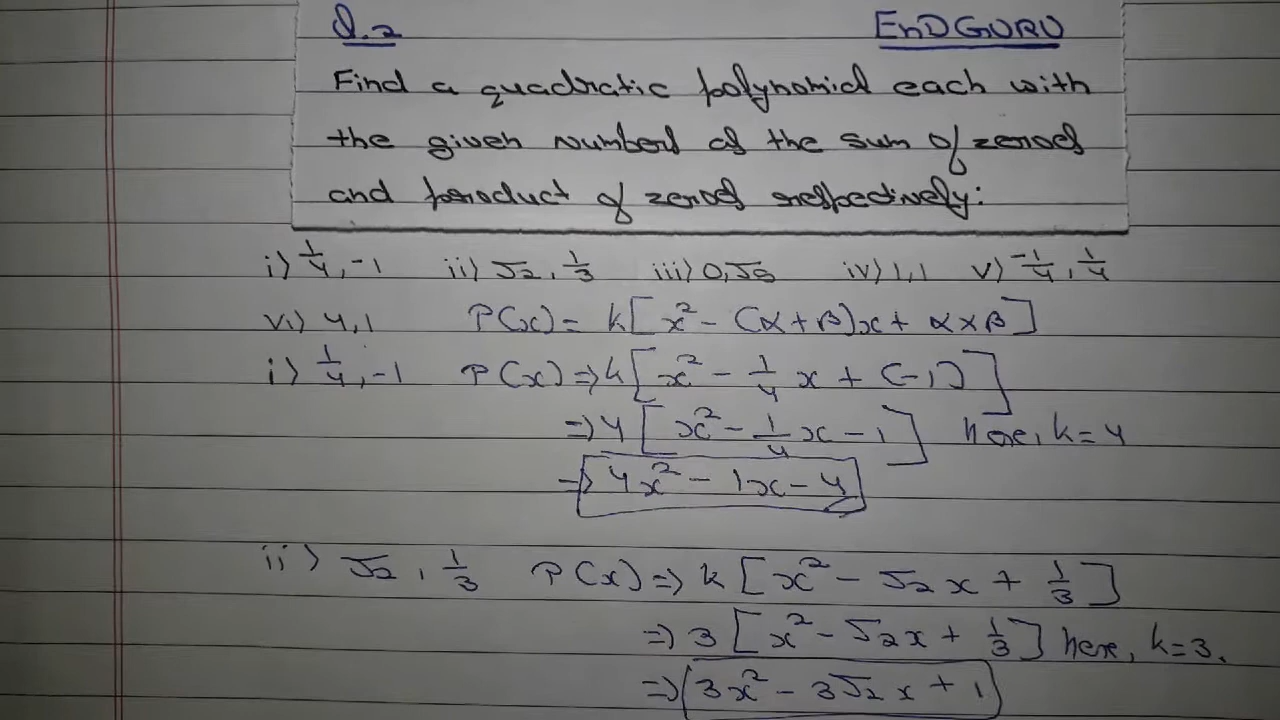 Q.2 ENDGURU
Find a quadratic polynomial each with
the given numbers as the sum of zeroes
and product of zeroes respectively:
i) 1/4, -1 ii) √2, 1/3 iii) 0, √5 iv) 1, 1 v) -1/4, 1/4
vi) 4, 1 P(x) = k[x² - (α + β)x + α × β]
i) 1/4, -1 P(x) ⇒ k[x² - 1/4 x + (-1)]
⇒ 4[x² - 1/4 x - 1] here, k = 4
⇒ 4x² - 1x - 4
ii) √2, 1/3 P(x) ⇒ k[x² - √2 x + 1/3]
⇒ 3[x² - √2 x + 1/3] here, k = 3.
⇒ 3x² - 3√2 x + 1